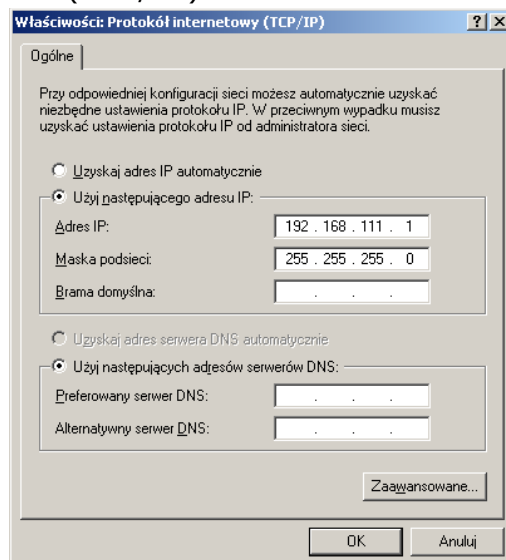 Właściwości: Protokół internetowy (TCP/IP)
Ogólne
Przy odpowiedniej konfiguracji sieci możesz automatycznie uzyskać
niezbędne ustawienia protokołu IP. W przeciwnym wypadku musisz
uzyskać ustawienia protokołu IP od administratora sieci.
Uzyskaj adres IP automatycznie
Użyj następującego adresu IP:
Adres IP: 192 . 168 . 111 . 1
Maska podsieci: 255 . 255 . 255 . 0
Brama domyślna: . . .
Uzyskaj adres serwera DNS automatycznie
Użyj następujących adresów serwerów DNS:
Preferowany serwer DNS: . . .
Alternatywny serwer DNS: . . .
Zaawansowane...
OK Anuluj